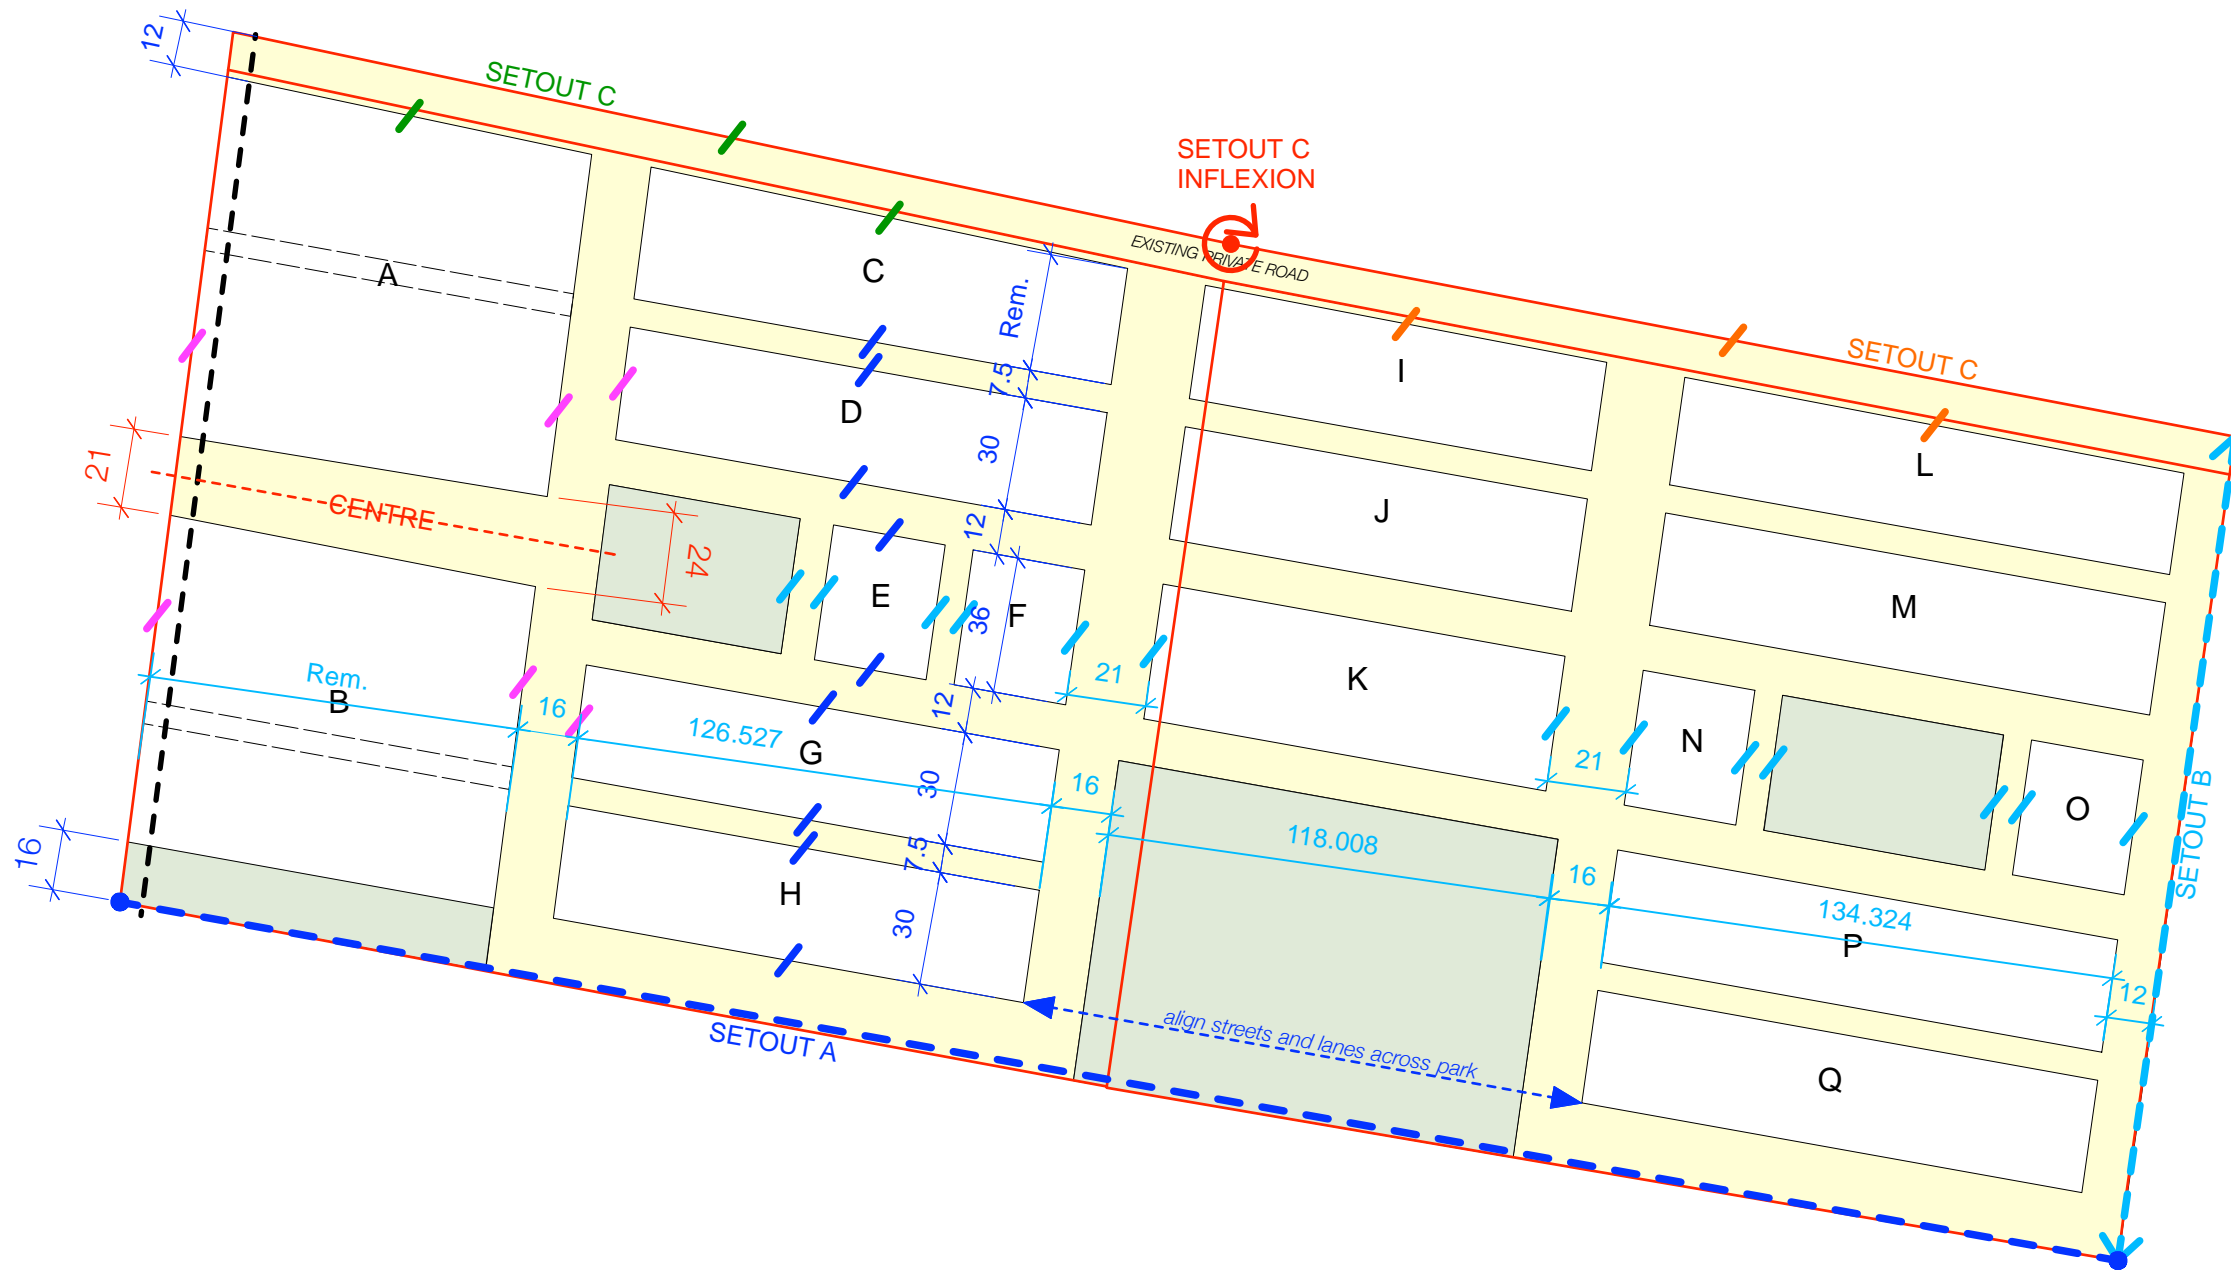 12
SETOUT C
SETOUT C
INFLEXION
EXISTING PRIVATE ROAD
SETOUT C
A
C
Rem.
I
7.5
D
L
21
30
J
CENTRE
12
24
E
36
F
M
Rem.
B
16
21
K
12
126.527
G
N
21
16
30
O
SETOUT B
16
7.5
118.008
H
16
30
134.324
P
12
SETOUT A
align streets and lanes across park
Q